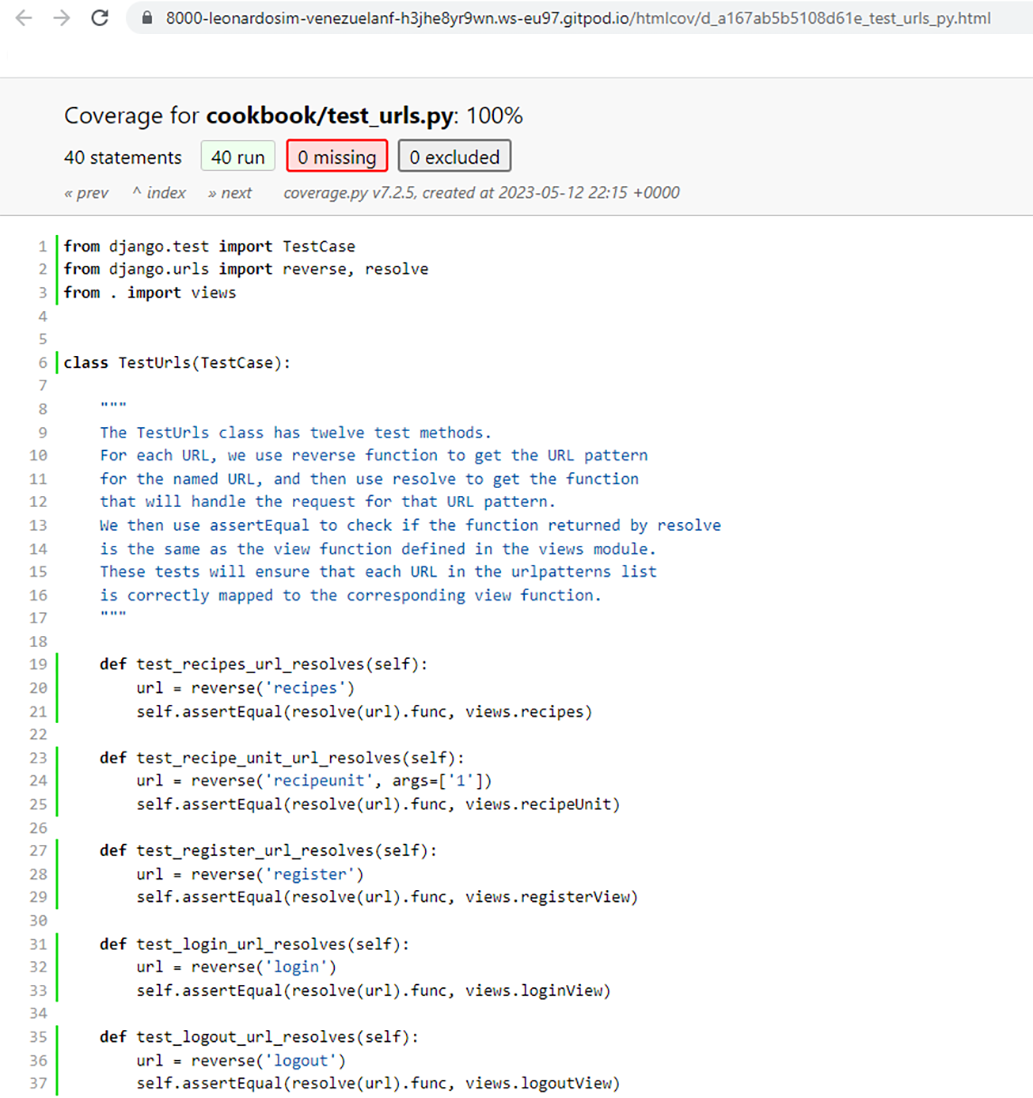 8000-leonardosim-venezuelanf-h3jhe8yr9wn.ws-eu97.gitpod.io/htmlcov/d_a167ab5b5108d61e_test_urls_py.html
Coverage for cookbook/test_urls.py: 100%
40 statements 40 run 0 missing 0 excluded
« prev ^ index » next coverage.py v7.2.5, created at 2023-05-12 22:15 +0000
1 from django.test import TestCase
2 from django.urls import reverse, resolve
3 from . import views
4
5
6 class TestUrls(TestCase):
7
8     """
9     The TestUrls class has twelve test methods.
10     For each URL, we use reverse function to get the URL pattern
11     for the named URL, and then use resolve to get the function
12     that will handle the request for that URL pattern.
13     We then use assertEqual to check if the function returned by resolve
14     is the same as the view function defined in the views module.
15     These tests will ensure that each URL in the urlpatterns list
16     is correctly mapped to the corresponding view function.
17     """
18
19     def test_recipes_url_resolves(self):
20         url = reverse('recipes')
21         self.assertEqual(resolve(url).func, views.recipes)
22
23     def test_recipe_unit_url_resolves(self):
24         url = reverse('recipeunit', args=['1'])
25         self.assertEqual(resolve(url).func, views.recipeUnit)
26
27     def test_register_url_resolves(self):
28         url = reverse('register')
29         self.assertEqual(resolve(url).func, views.registerView)
30
31     def test_login_url_resolves(self):
32         url = reverse('login')
33         self.assertEqual(resolve(url).func, views.loginView)
34
35     def test_logout_url_resolves(self):
36         url = reverse('logout')
37         self.assertEqual(resolve(url).func, views.logoutView)